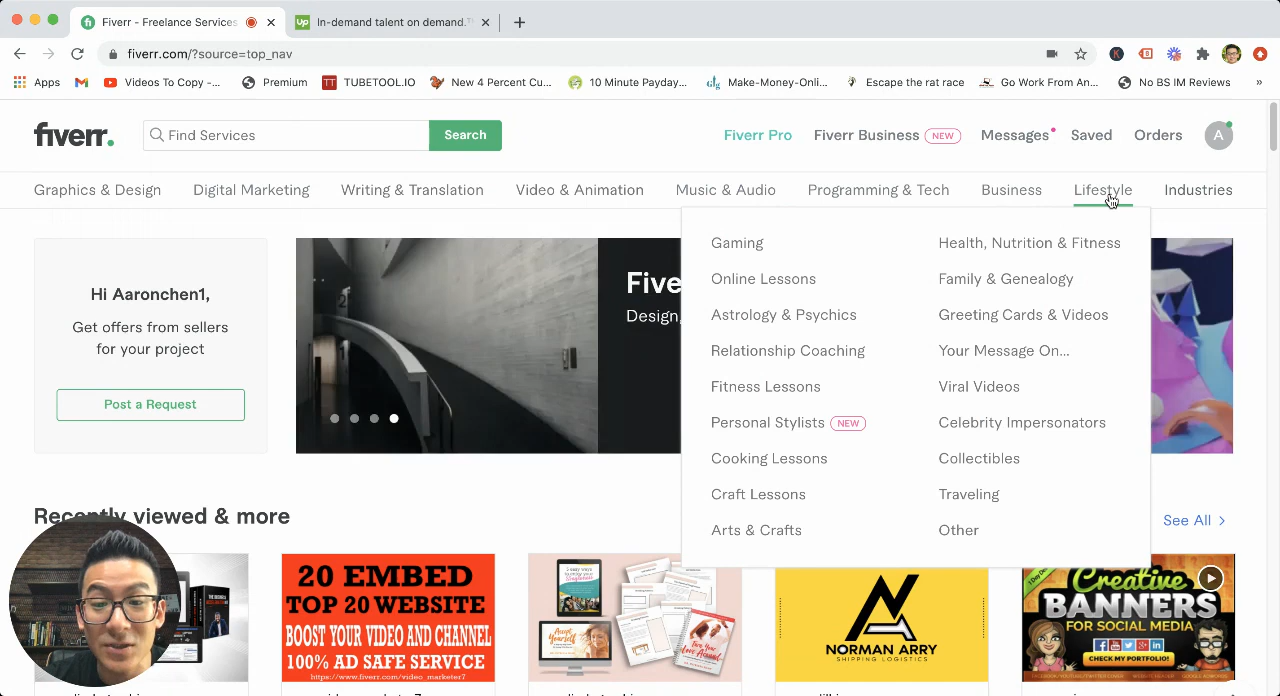 Fiverr - Freelance Services
In-demand talent on demand.
fiverr.com/?source=top_nav
Apps
Videos To Copy -...
Premium
TT TUBETOOL.IO
New 4 Percent Cu...
10 Minute Payday...
Make-Money-Onli...
Escape the rat race
Go Work From An...
No BS IM Reviews
»
fiverr.
Find Services
Search
Fiverr Pro
Fiverr Business NEW
Messages
Saved
Orders
A
Graphics & Design
Digital Marketing
Writing & Translation
Video & Animation
Music & Audio
Programming & Tech
Business
Lifestyle
Industries
Hi Aaronchen1,
Get offers from sellers
for your project
Post a Request
Five
Design,
Gaming
Online Lessons
Astrology & Psychics
Relationship Coaching
Fitness Lessons
Personal Stylists NEW
Cooking Lessons
Craft Lessons
Arts & Crafts
Health, Nutrition & Fitness
Family & Genealogy
Greeting Cards & Videos
Your Message On...
Viral Videos
Celebrity Impersonators
Collectibles
Traveling
Other
Recently viewed & more
See All >
20 EMBED
TOP 20 WEBSITE
BOOST YOUR VIDEO AND CHANNEL
100% AD SAFE SERVICE
https://www.fiverr.com/video_marketer7
NORMAN ARRY
SHIPPING LOGISTICS
Creative
BANNERS
FOR SOCIAL MEDIA
CHECK MY PORTFOLIO!